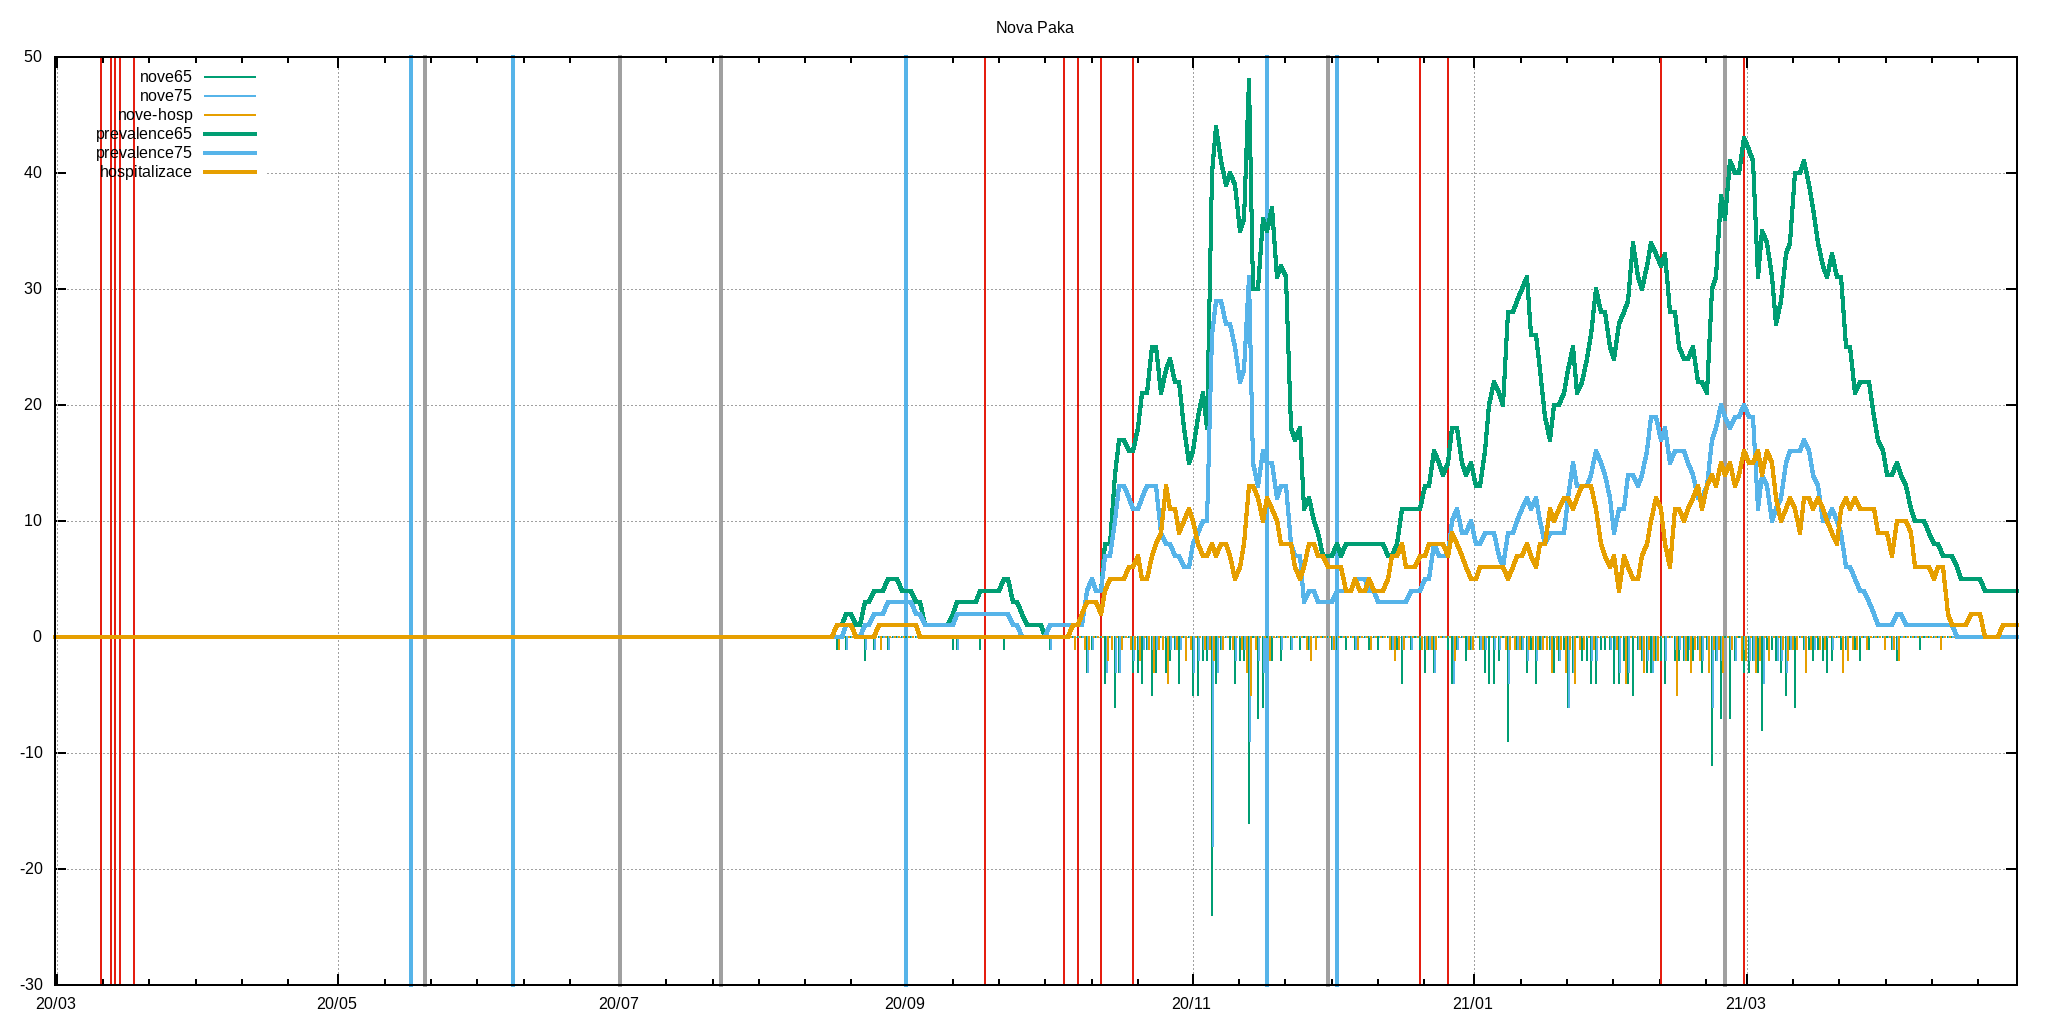 Nova Paka
50
40
30
20
10
0
-10
-20
-30
nove65
nove75
nove-hosp
prevalence65
prevalence75
hospitalizace
20/03 20/05 20/07 20/09 20/11 21/01 21/03